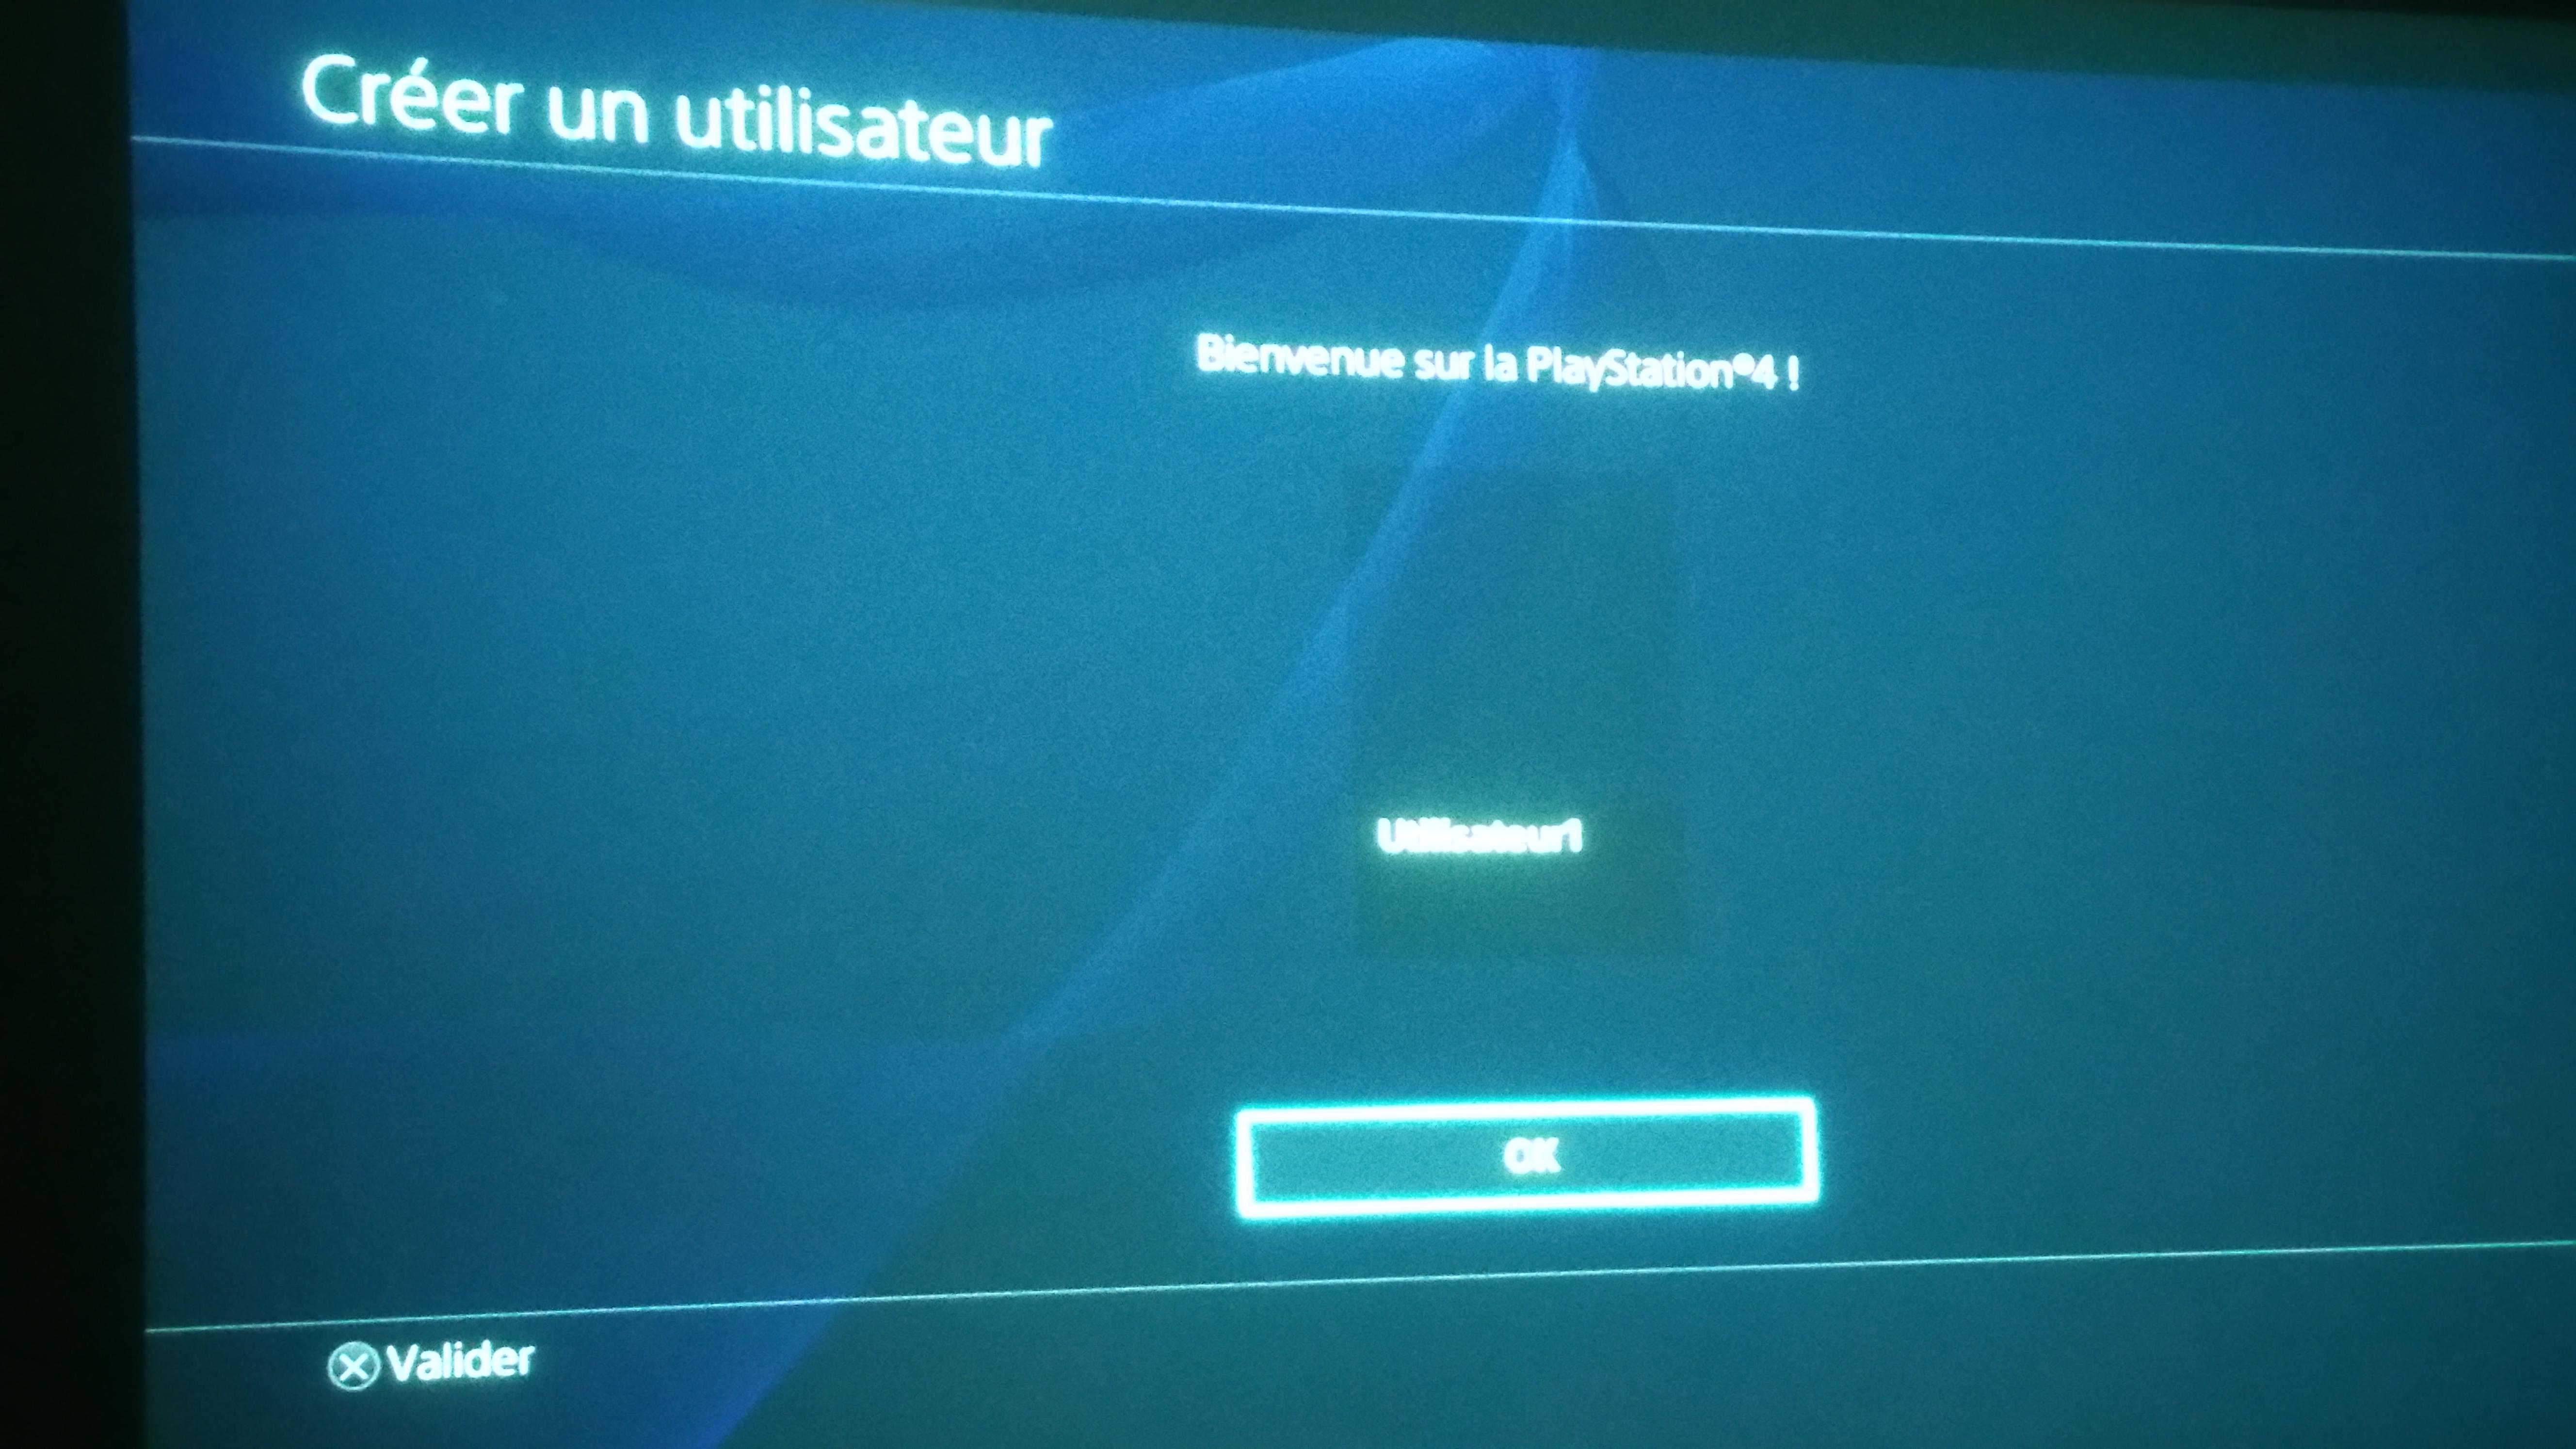 Créer un utilisateur
Bienvenue sur la PlayStation®4 !
Utilisateur1
OK
Valider